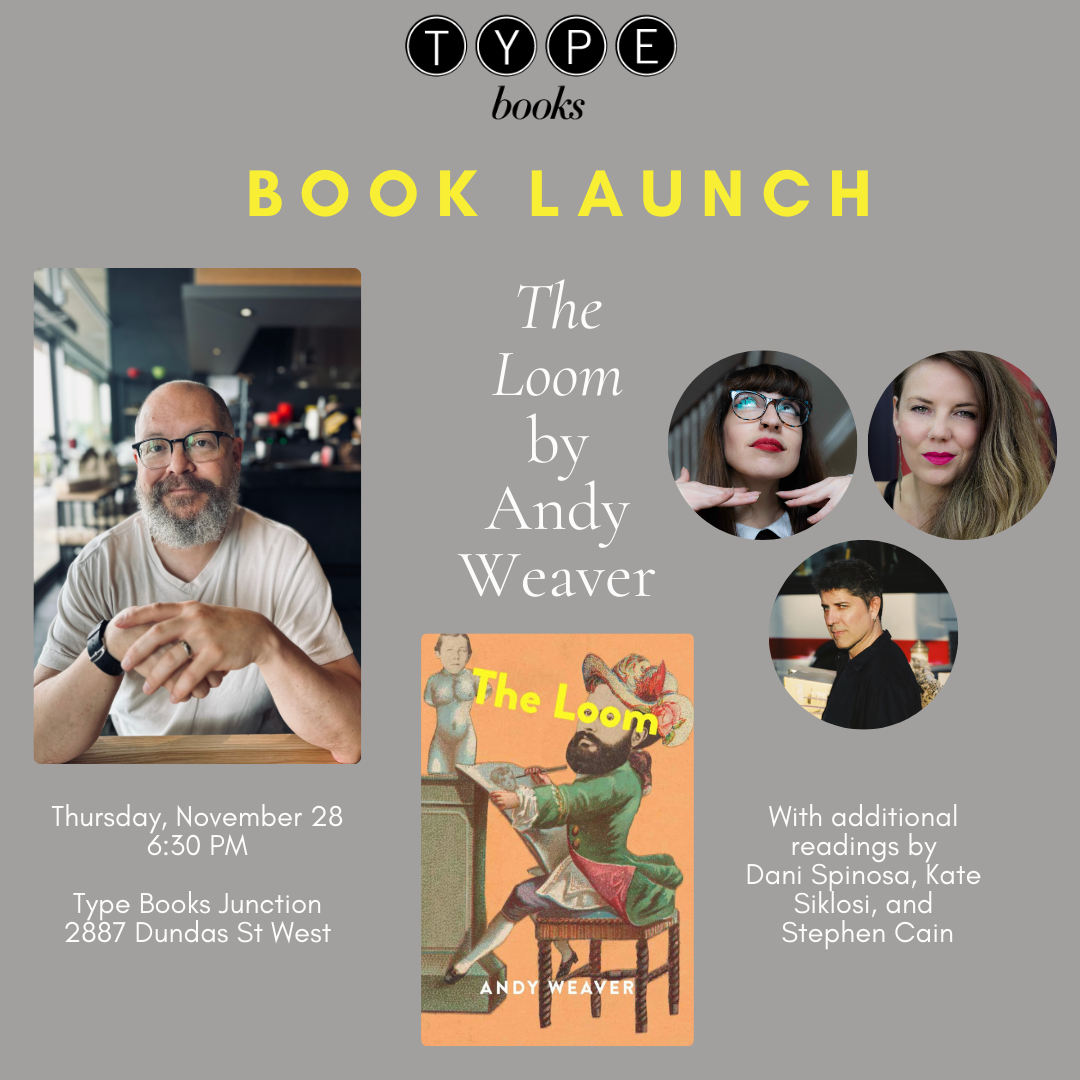 TYPE
books
BOOK LAUNCH
The
Loom
by
Andy
Weaver
The Loom
ANDY WEAVER
Thursday, November 28
6:30 PM
Type Books Junction
2887 Dundas St West
With additional
readings by
Dani Spinosa, Kate
Siklosi, and
Stephen Cain